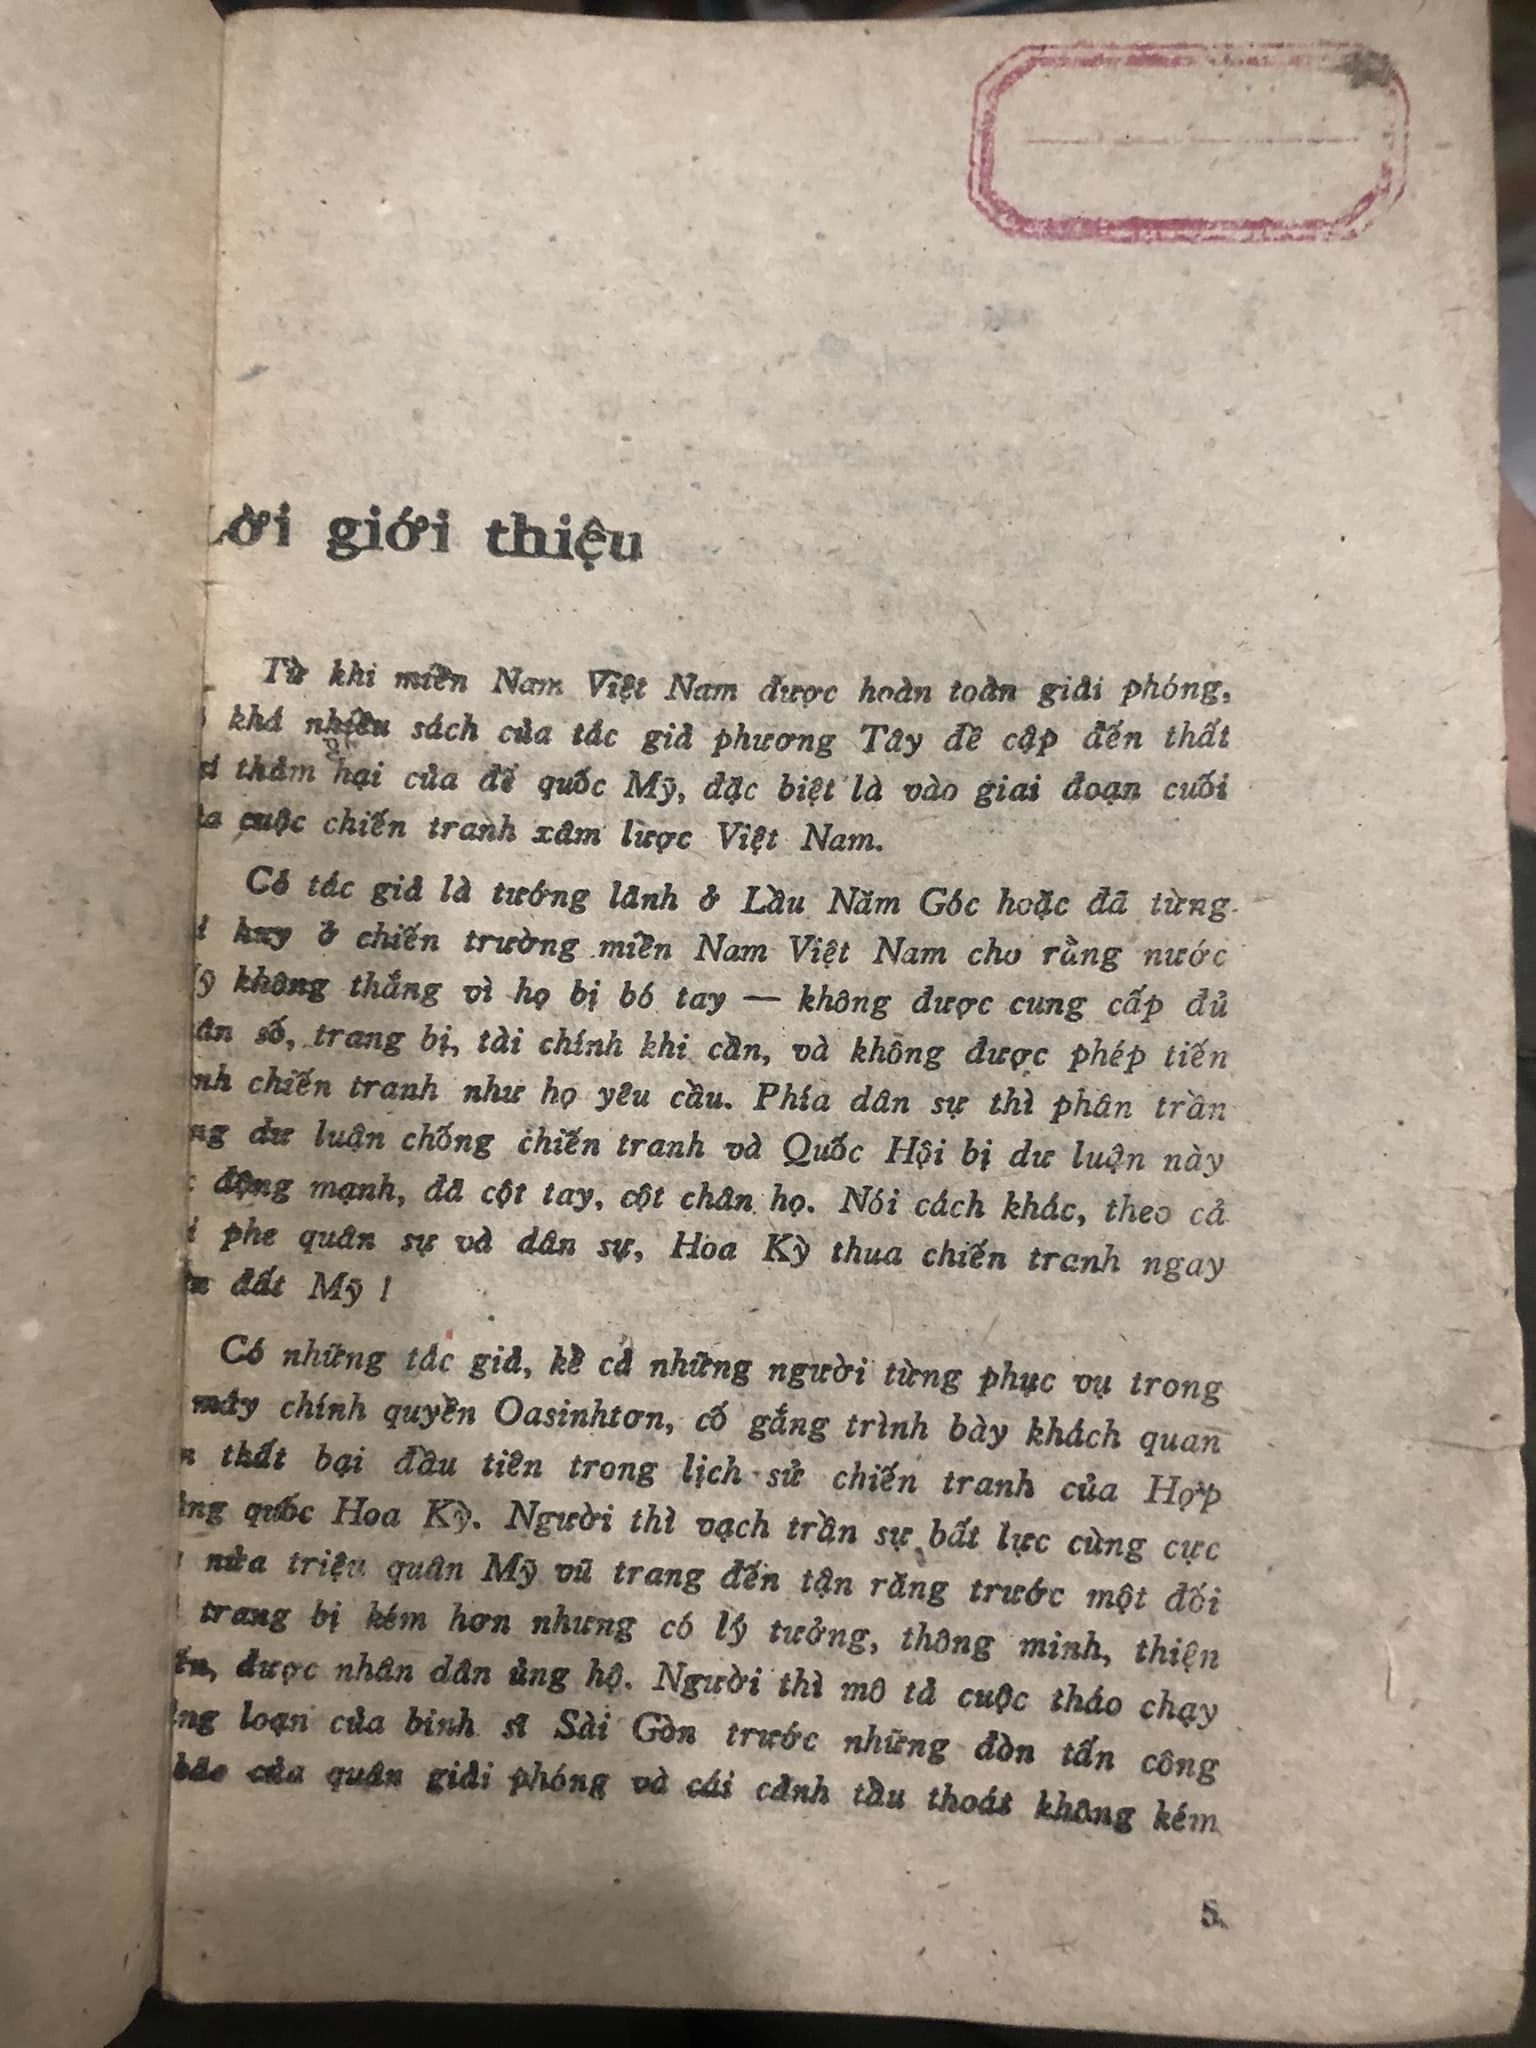 Lời giới thiệu
Từ khi miền Nam Việt Nam được hoàn toàn giải phóng,
khá nhiều sách của tác giả phương Tây đề cập đến thất
thảm hại của đế quốc Mỹ, đặc biệt là vào giai đoạn cuối
cuộc chiến tranh xâm lược Việt Nam.
Có tác giả là tướng lãnh ở Lầu Năm Góc hoặc đã từng
huy ở chiến trường miền Nam Việt Nam cho rằng nước
không thắng vì họ bị bó tay — không được cung cấp đủ
số, trang bị, tài chính khi cần, và không được phép tiến
chiến tranh như họ yêu cầu. Phía dân sự thì phân trần
dư luận chống chiến tranh và Quốc Hội bị dư luận này
động mạnh, đã cột tay, cột chân họ. Nói cách khác, theo cả
phe quân sự và dân sự, Hoa Kỳ thua chiến tranh ngay
đất Mỹ !
Có những tác giả, kể cả những người từng phục vụ trong
máy chính quyền Oasinhtơn, cố gắng trình bày khách quan
thất bại đầu tiên trong lịch sử chiến tranh của Hợp
quốc Hoa Kỳ. Người thì vạch trần sự bất lực cùng cực
nửa triệu quân Mỹ vũ trang đến tận răng trước một đối
trang bị kém hơn nhưng có lý tưởng, thông minh, thiện
được nhân dân ủng hộ. Người thì mô tả cuộc tháo chạy
loạn của binh sĩ Sài Gòn trước những đòn tấn công
bão của quân giải phóng và cái cảnh tầu thoát không kém
5